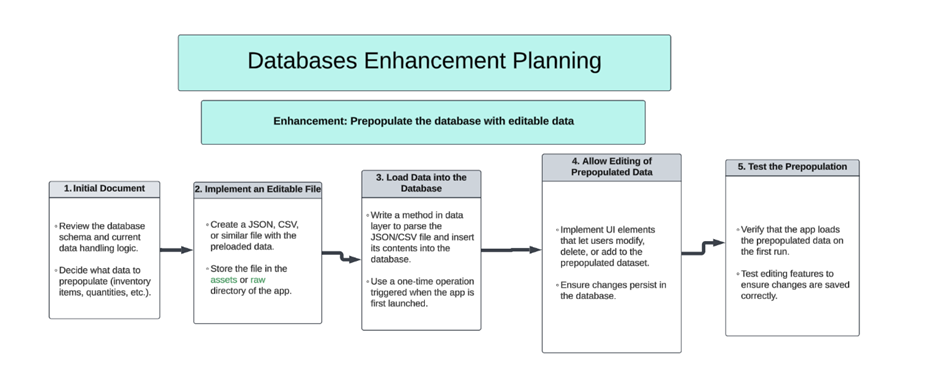 Databases Enhancement Planning
Enhancement: Prepopulate the database with editable data
1. Initial Document
◦Review the database
schema and current
data handling logic.
◦Decide what data to
prepopulate (inventory
items, quantities, etc.).
2. Implement an Editable File
◦Create a JSON, CSV,
or similar file with the
preloaded data.
◦Store the file in the
assets or raw
directory of the app.
3. Load Data into the
Database
◦Write a method in data
layer to parse the
JSON/CSV file and insert
its contents into the
database.
◦Use a one-time operation
triggered when the app is
first launched.
4. Allow Editing of
Prepopulated Data
◦Implement UI elements
that let users modify,
delete, or add to the
prepopulated dataset.
◦Ensure changes persist in
the database.
5. Test the Prepopulation
◦Verify that the app loads
the prepopulated data on
the first run.
◦Test editing features to
ensure changes are saved
correctly.